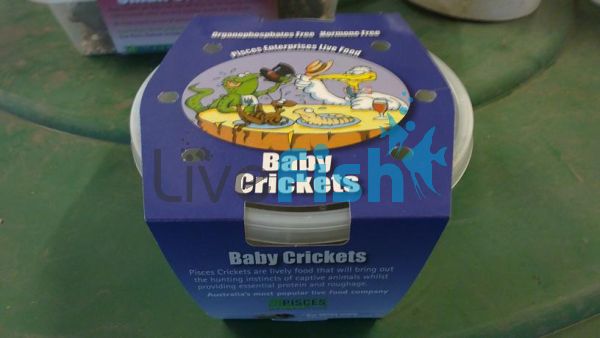 Organophosphates Free Hormone Free
Pisces Enterprises Live Food
Baby
Crickets
Live Fish
Baby Crickets
Pisces Crickets are lively food that will bring out
the hunting instincts of captive animals whilst
providing essential protein and roughage.
Australia's most popular live food company
PISCES